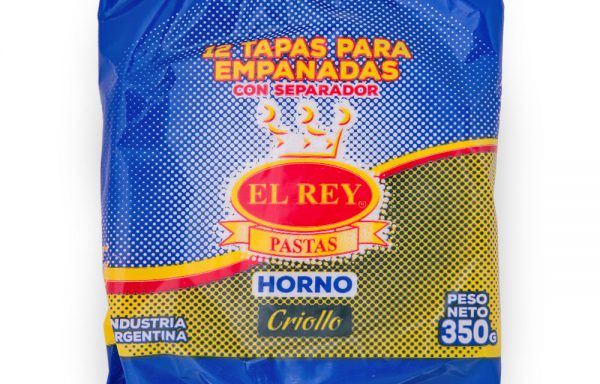 12 TAPAS PARA
EMPANADAS
CON SEPARADOR
EL REY
PASTAS
HORNO
Criollo
INDUSTRIA
ARGENTINA
PESO
NETO
350G